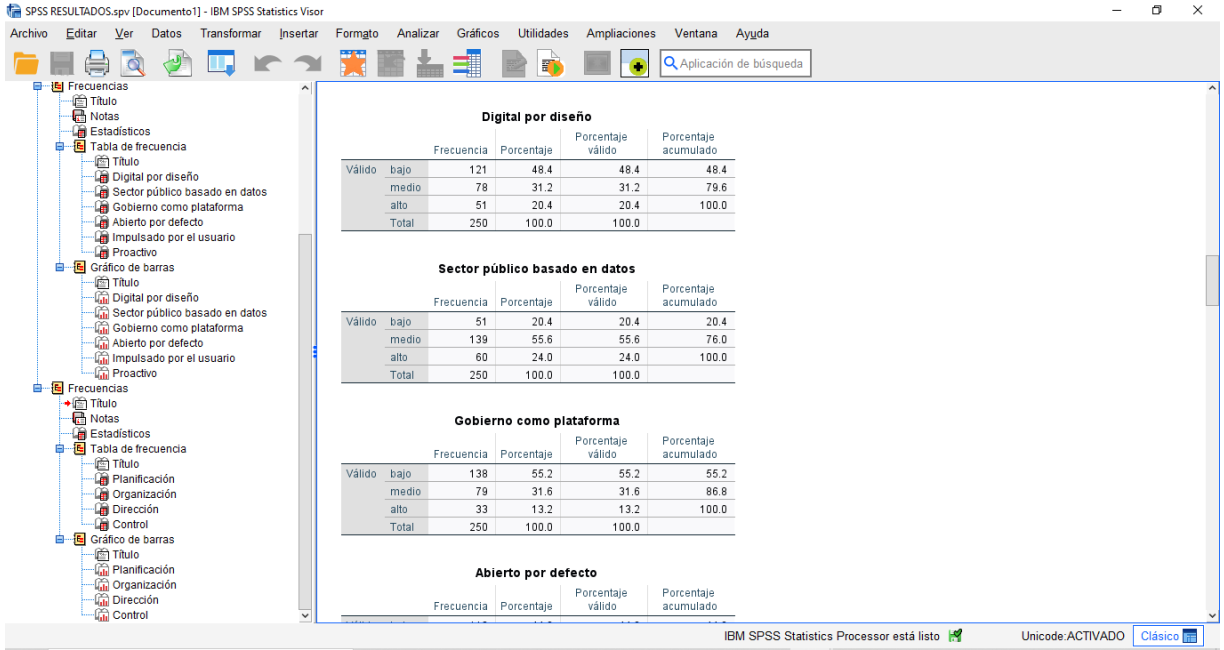 SPSS RESULTADOS.spv [Documento1] - IBM SPSS Statistics Visor
Archivo Editar Ver Datos Transformar Insertar Formato Analizar Gráficos Utilidades Ampliaciones Ventana Ayuda
Aplicación de búsqueda
Frecuencias
Título
Notas
Estadísticos
Tabla de frecuencia
Título
Digital por diseño
Sector público basado en datos
Gobierno como plataforma
Abierto por defecto
Impulsado por el usuario
Proactivo
Gráfico de barras
Título
Digital por diseño
Sector público basado en datos
Gobierno como plataforma
Abierto por defecto
Impulsado por el usuario
Proactivo
Frecuencias
Título
Notas
Estadísticos
Tabla de frecuencia
Título
Planificación
Organización
Dirección
Control
Gráfico de barras
Título
Planificación
Organización
Dirección
Control
Digital por diseño
Frecuencia Porcentaje Porcentaje válido Porcentaje acumulado
Válido bajo 121 48.4 48.4 48.4
medio 78 31.2 31.2 79.6
alto 51 20.4 20.4 100.0
Total 250 100.0 100.0
Sector público basado en datos
Frecuencia Porcentaje Porcentaje válido Porcentaje acumulado
Válido bajo 51 20.4 20.4 20.4
medio 139 55.6 55.6 76.0
alto 60 24.0 24.0 100.0
Total 250 100.0 100.0
Gobierno como plataforma
Frecuencia Porcentaje Porcentaje válido Porcentaje acumulado
Válido bajo 138 55.2 55.2 55.2
medio 79 31.6 31.6 86.8
alto 33 13.2 13.2 100.0
Total 250 100.0 100.0
Abierto por defecto
Frecuencia Porcentaje Porcentaje válido Porcentaje acumulado
IBM SPSS Statistics Processor está listo Unicode:ACTIVADO Clásico